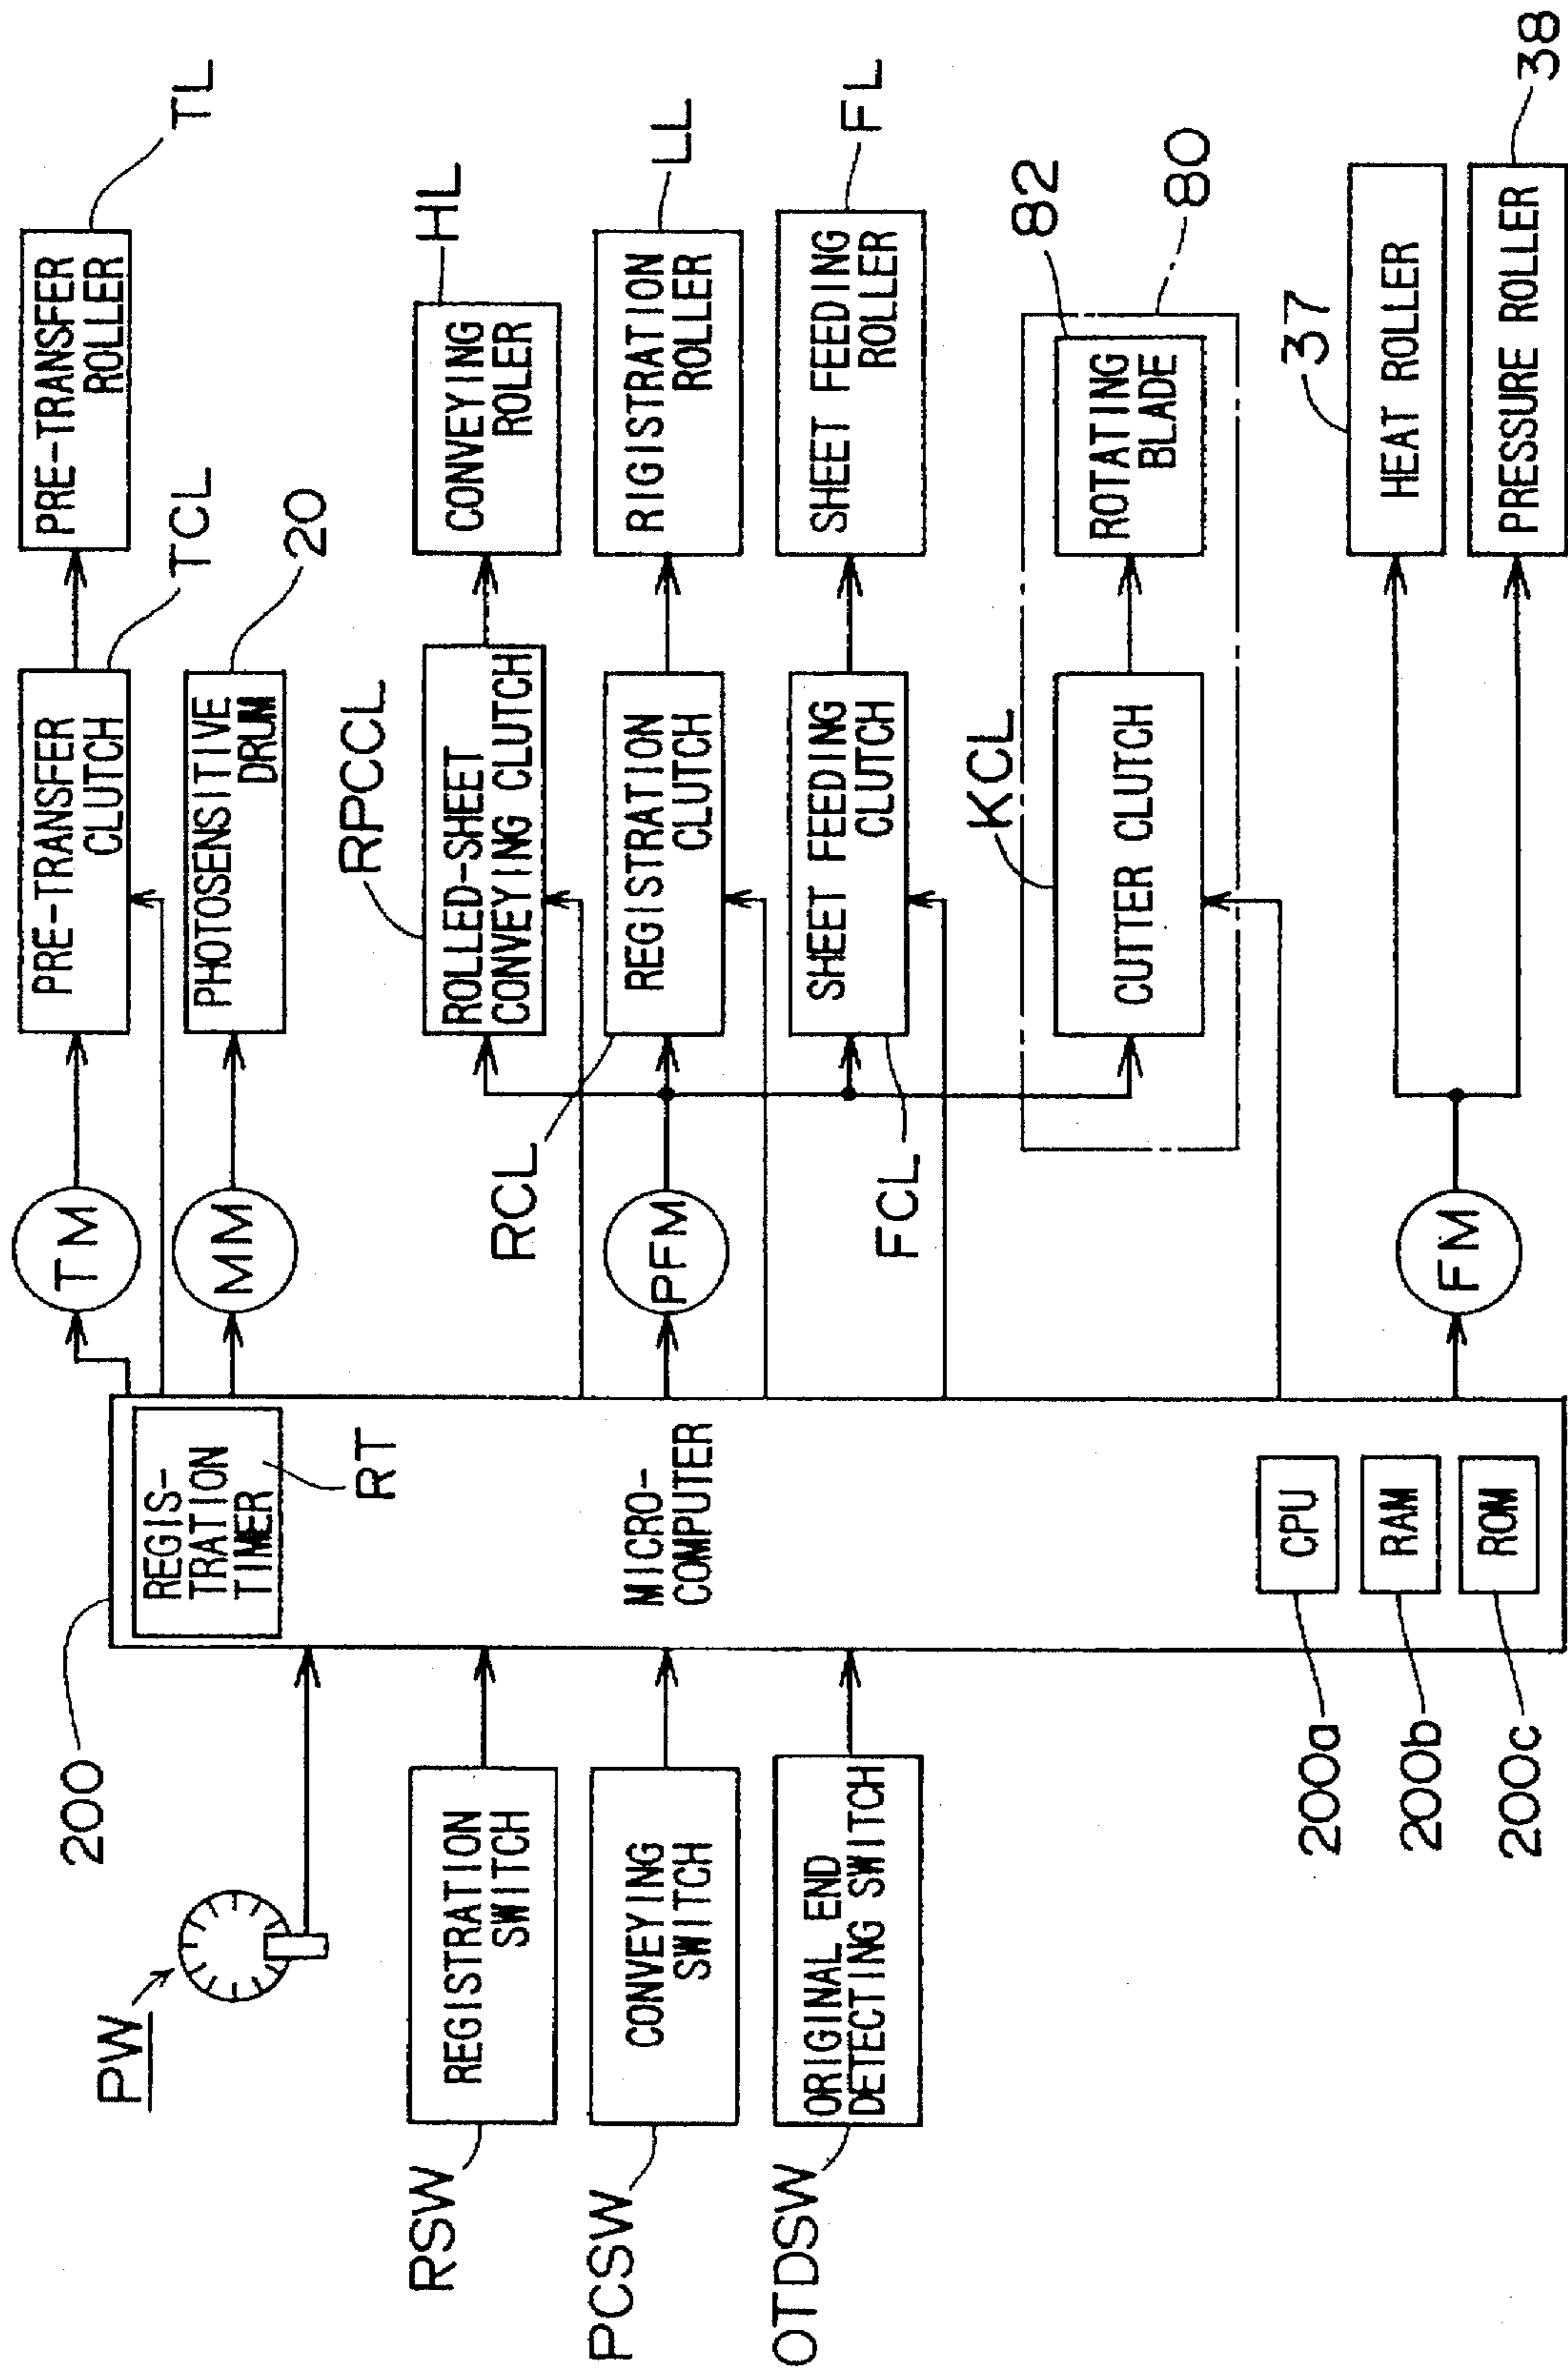 PW
200
RSW
REGISTRATION
SWITCH
PCSW
CONVEYING
SWITCH
OTDSW
ORIGINAL END
DETECTING SWITCH
REGIS-
TRATION
TIMER
RT
MICRO-
COMPUTER
CPU
RAM
ROM
200a
200b
200c
TM
PRE-TRANSFER
CLUTCH
TCL
PRE-TRANSFER
ROLLER
TL
MM
PHOTOSENSITIVE
DRUM
20
RPCCL
ROLLED-SHEET
CONVEYING CLUTCH
CONVEYING
ROLER
HL
RCL
PFM
REGISTRATION
CLUTCH
RIGISTRATION
ROLLER
LL
FCL
SHEET FEEDING
CLUTCH
SHEET FEEDING
ROLLER
FL
KCL
CUTTER CLUTCH
ROTATING
BLADE
82
80
FM
37
HEAT ROLLER
PRESSURE ROLLER
38